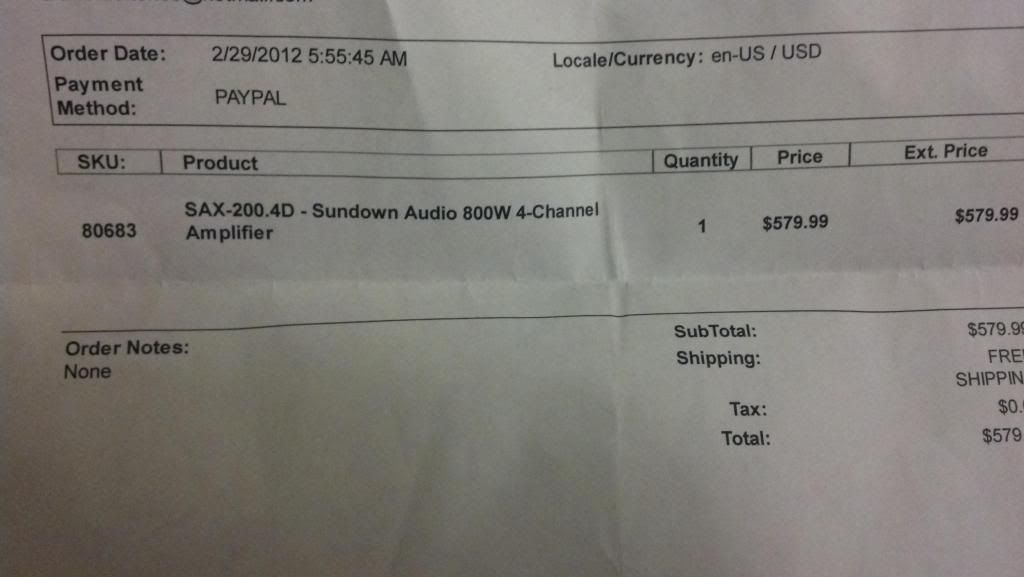 Order Date: 2/29/2012 5:55:45 AM Locale/Currency: en-US / USD
Payment Method: PAYPAL
SKU: Product Quantity Price Ext. Price
80683 SAX-200.4D - Sundown Audio 800W 4-Channel Amplifier 1 $579.99 $579.99
Order Notes:
None
SubTotal: $579.99
Shipping: FREE
SHIPPIN
Tax: $0.
Total: $579